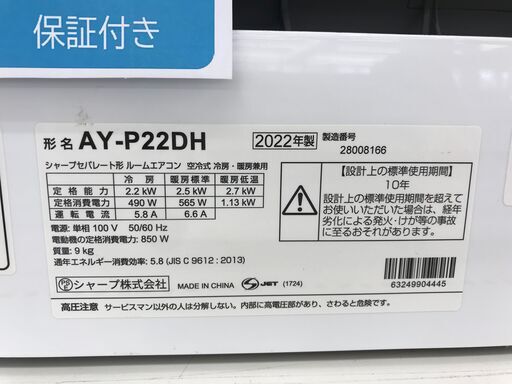 保証付き
形名 AY-P22DH 2022年製 製造番号 28008166
シャープセパレート形 ルームエアコン 空冷式 冷房・暖房兼用
冷房 暖房標準 暖房低温
定格能力 2.2 kW 2.5 kW 2.7 kW
定格消費電力 490 W 565 W 1.13 kW
運転電流 5.8 A 6.6 A
電源: 単相 100 V 50/60 Hz
電動機の定格消費電力: 850 W
質量: 9 kg
通年エネルギー消費効率: 5.8 (JIS C 9612 : 2013)
【設計上の標準使用期間】
10年
標準使用期間を超えて
お使いいただいた場合は、経年
劣化による発火・けが等の事故
に至るおそれがあります。
シャープ株式会社 MADE IN CHINA JET (1724)
63249904445
高圧注意 サービスマン以外の人は分解しないでください。内部に高電圧部があり、さわると危険です。